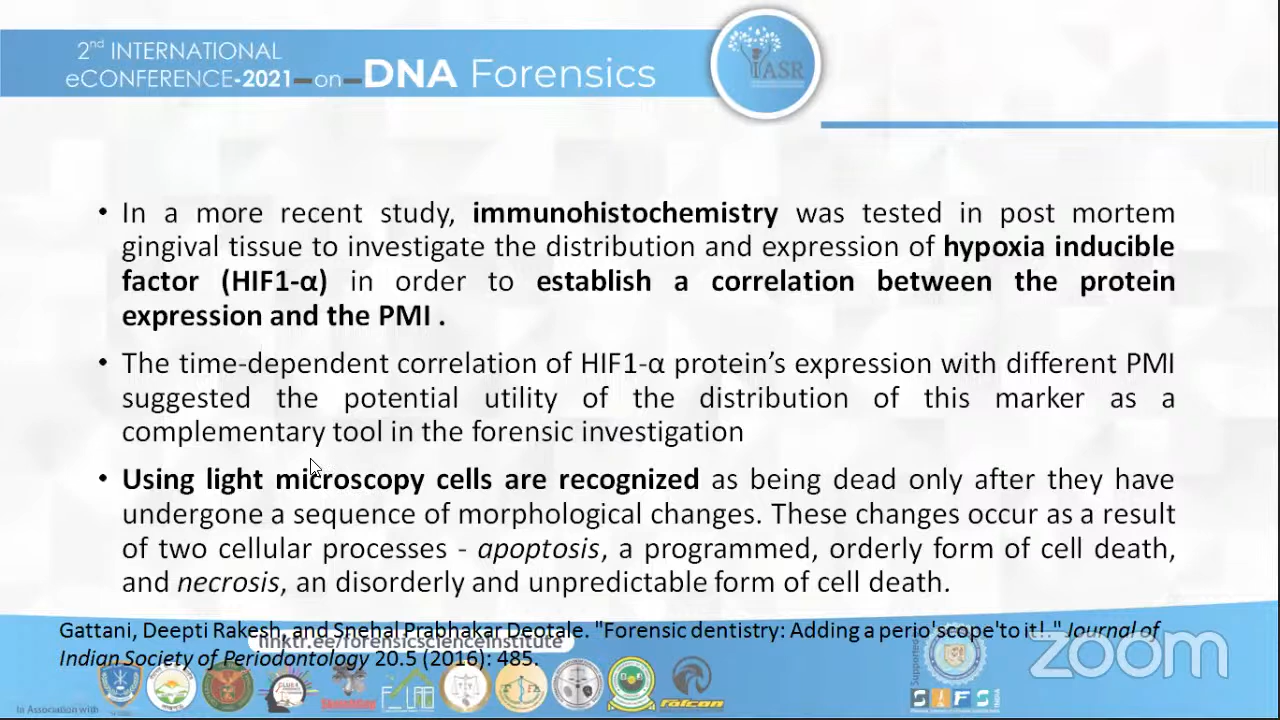 2nd INTERNATIONAL
eCONFERENCE-2021 on DNA Forensics
IASR
• In a more recent study, immunohistochemistry was tested in post mortem
gingival tissue to investigate the distribution and expression of hypoxia inducible
factor (HIF1-α) in order to establish a correlation between the protein
expression and the PMI .
• The time-dependent correlation of HIF1-α protein's expression with different PMI
suggested the potential utility of the distribution of this marker as a
complementary tool in the forensic investigation
• Using light microscopy cells are recognized as being dead only after they have
undergone a sequence of morphological changes. These changes occur as a result
of two cellular processes - apoptosis, a programmed, orderly form of cell death,
and necrosis, an disorderly and unpredictable form of cell death.
Gattani, Deepti Rakesh, and Snehal Prabhakar Deotale. "Forensic dentistry: Adding a perio'scope'to it!." Journal of
Indian Society of Periodontology 20.5 (2016): 485.
linktr.ee/forensicscienceinstitute
In Association with
falcon
Supported
SIFS
zoom